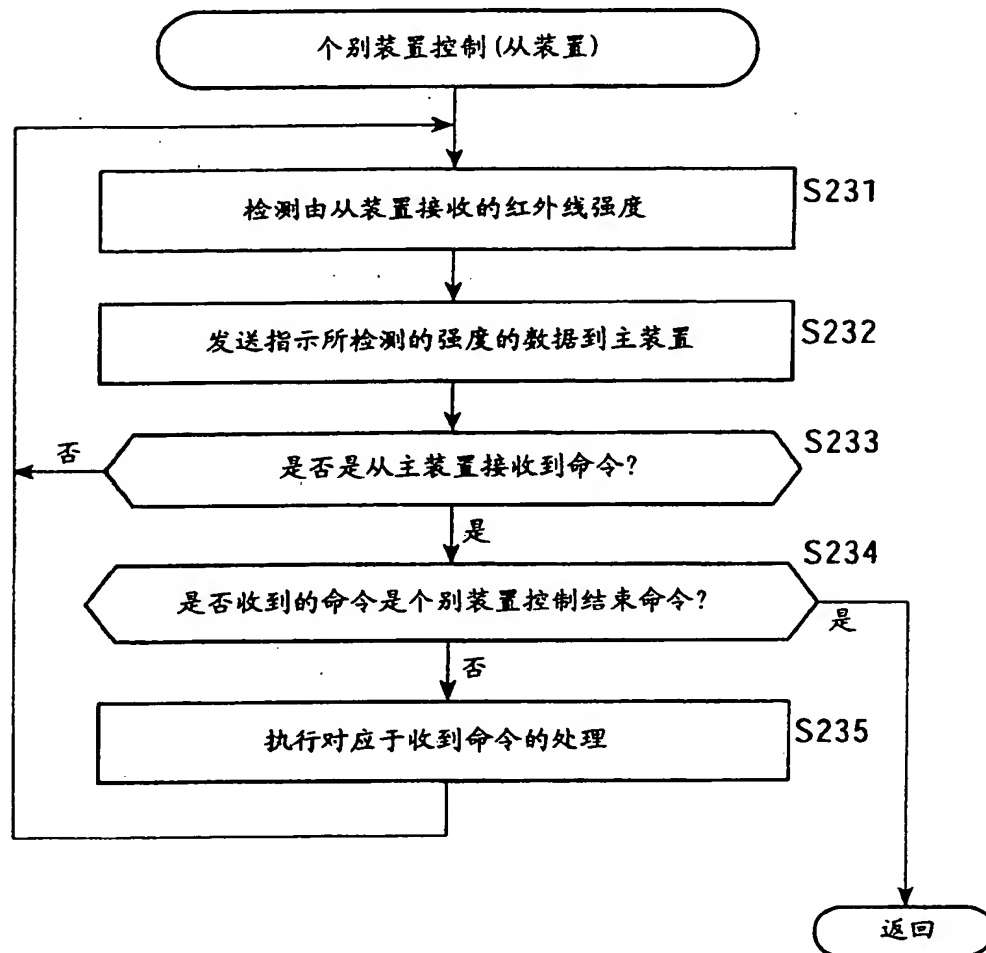 个别装置控制(从装置)
检测由从装置接收的红外线强度
S231
发送指示所检测的强度的数据到主装置
S232
是否是从主装置接收到命令?
S233
否
是
是否收到的命令是个别装置控制结束命令?
S234
是
否
执行对应于收到命令的处理
S235
返回